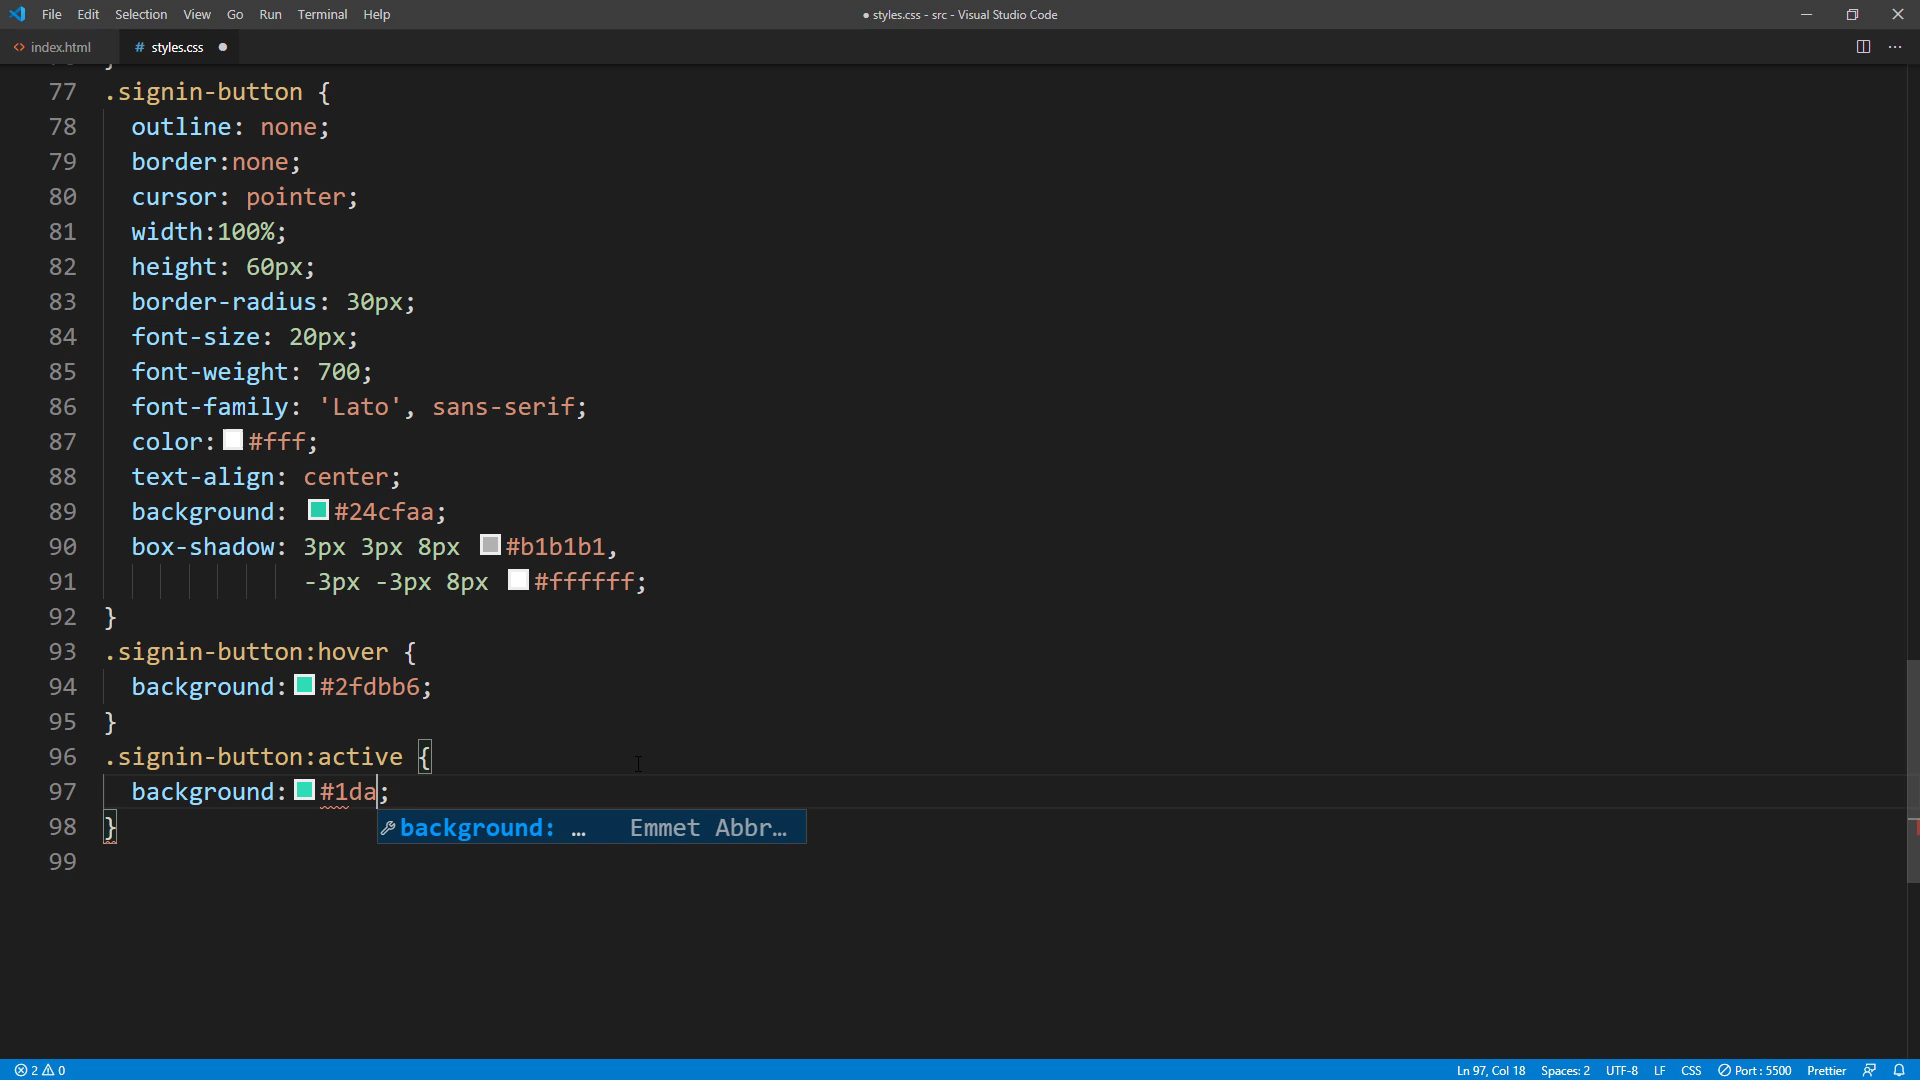 File Edit Selection View Go Run Terminal Help
● styles.css - src - Visual Studio Code
<> index.html
# styles.css ●
77 .signin-button {
78 outline: none;
79 border:none;
80 cursor: pointer;
81 width:100%;
82 height: 60px;
83 border-radius: 30px;
84 font-size: 20px;
85 font-weight: 700;
86 font-family: 'Lato', sans-serif;
87 color: #fff;
88 text-align: center;
89 background: #24cfaa;
90 box-shadow: 3px 3px 8px #b1b1b1,
91 -3px -3px 8px #ffffff;
92 }
93 .signin-button:hover {
94 background: #2fdbb6;
95 }
96 .signin-button:active {
97 background: #1da;
98 }
background: … Emmet Abbr…
99
2 0
Ln 97, Col 18 Spaces: 2 UTF-8 LF CSS Port : 5500 Prettier